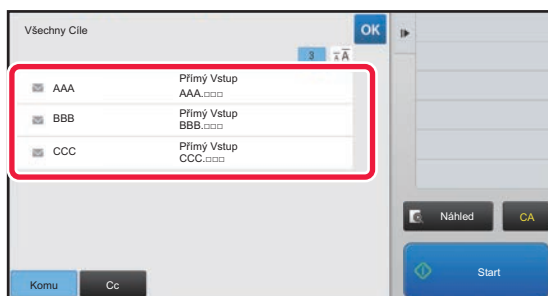 Všechny Cíle
OK
3 AA
AAA Přímý Vstup
AAA.□□□
BBB Přímý Vstup
BBB.□□□
CCC Přímý Vstup
CCC.□□□
Náhled CA
Start
Komu Cc